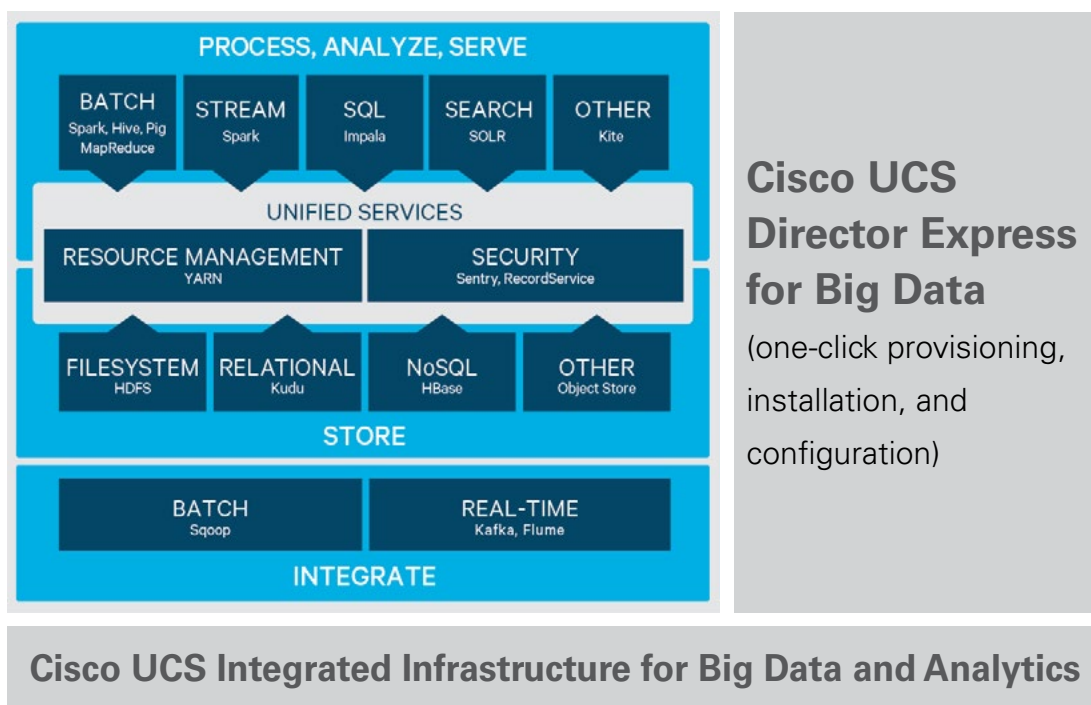 PROCESS, ANALYZE, SERVE
BATCH
Spark, Hive, Pig
MapReduce
STREAM
Spark
SQL
Impala
SEARCH
SOLR
OTHER
Kite
UNIFIED SERVICES
RESOURCE MANAGEMENT
YARN
SECURITY
Sentry, RecordService
FILESYSTEM
HDFS
RELATIONAL
Kudu
NoSQL
HBase
OTHER
Object Store
STORE
BATCH
Sqoop
REAL-TIME
Kafka, Flume
INTEGRATE
Cisco UCS
Director Express
for Big Data
(one-click provisioning,
installation, and
configuration)
Cisco UCS Integrated Infrastructure for Big Data and Analytics